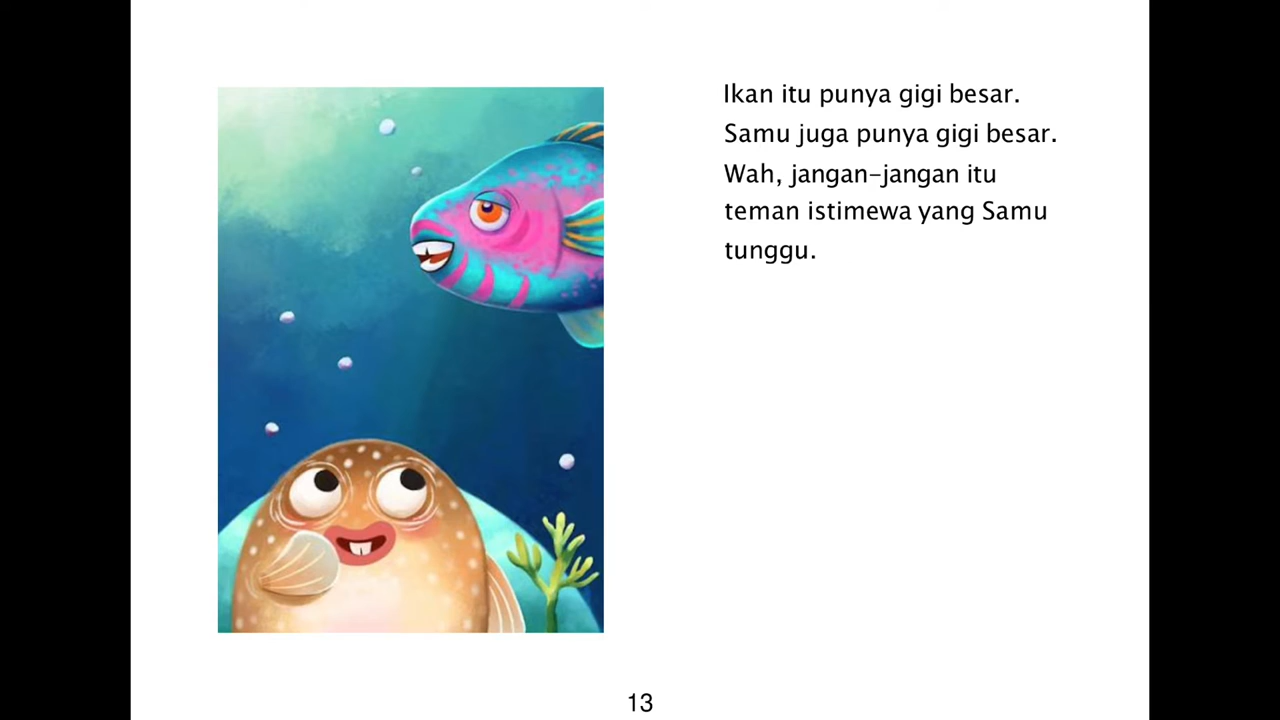 Ikan itu punya gigi besar.
Samu juga punya gigi besar.
Wah, jangan-jangan itu
teman istimewa yang Samu
tunggu.
13